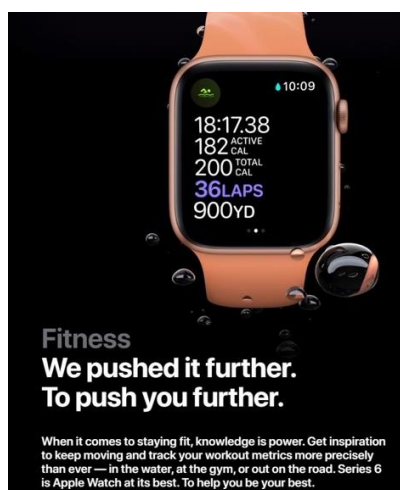 10:09
18:17.38
182 ACTIVE CAL
200 TOTAL CAL
36LAPS
900YD
Fitness
We pushed it further.
To push you further.
When it comes to staying fit, knowledge is power. Get inspiration
to keep moving and track your workout metrics more precisely
than ever — in the water, at the gym, or out on the road. Series 6
is Apple Watch at its best. To help you be your best.